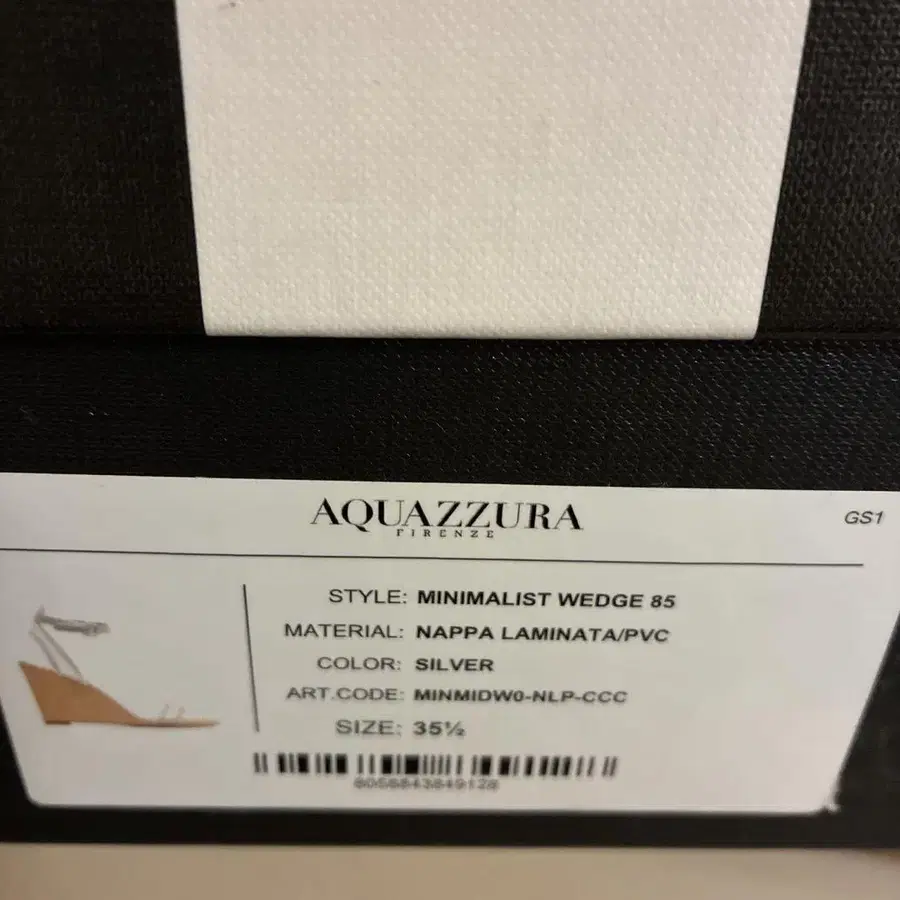 AQUAZZURA
FIRENZE
GS1
STYLE: MINIMALIST WEDGE 85
MATERIAL: NAPPA LAMINATA/PVC
COLOR: SILVER
ART.CODE: MINMIDW0-NLP-CCC
SIZE: 35½
8058843849128